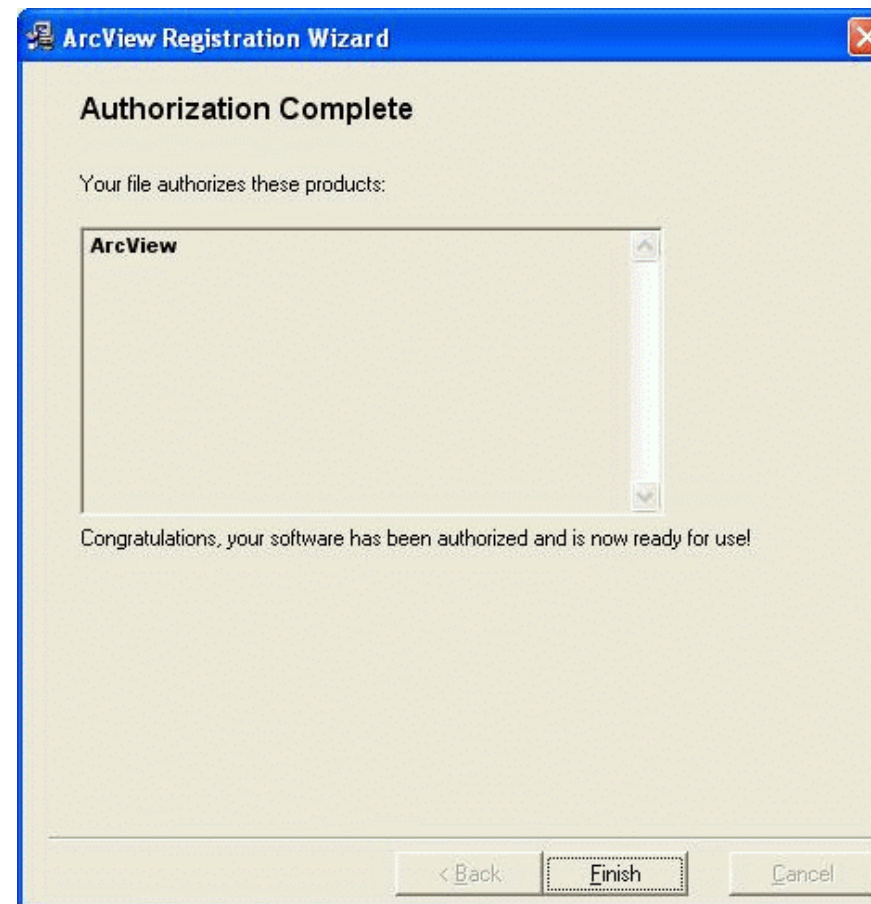 ArcView Registration Wizard
Authorization Complete
Your file authorizes these products:
ArcView
Congratulations, your software has been authorized and is now ready for use!
< Back Finish Cancel